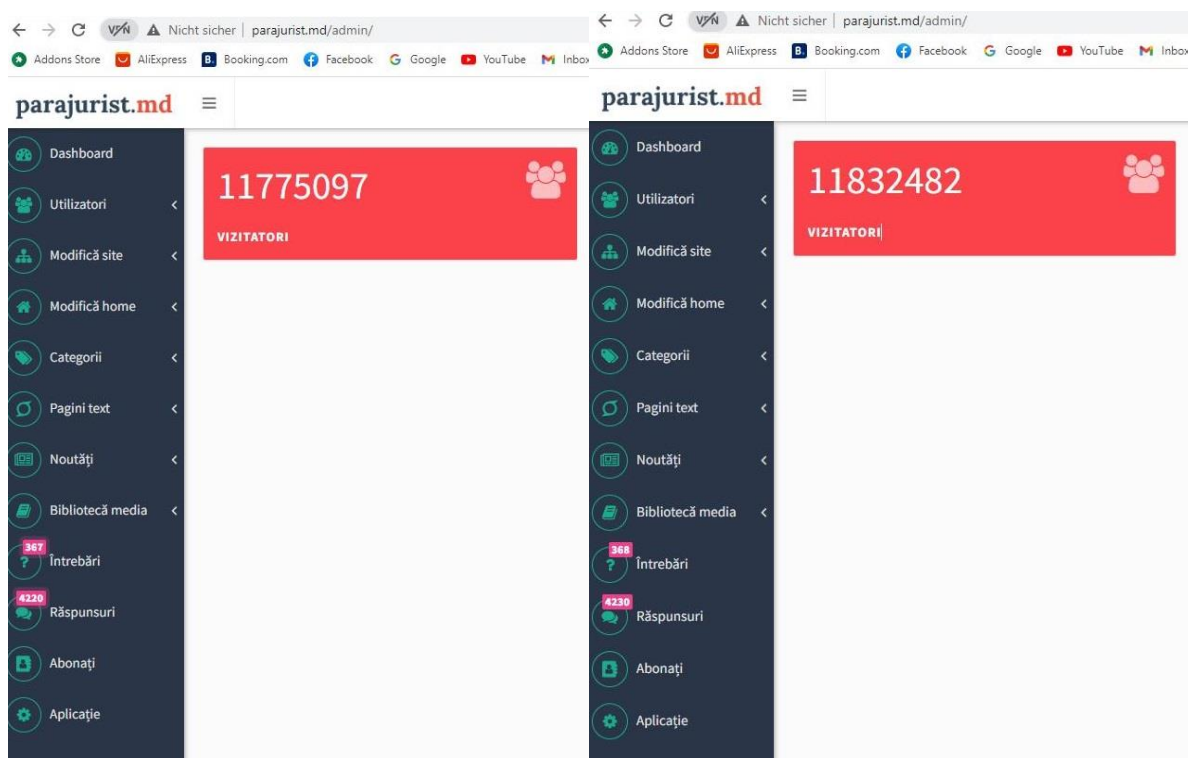 VPN Nicht sicher parajurist.md/admin/
Addons Store AliExpress B. Booking.com Facebook G Google YouTube Inbox
parajurist.md
Dashboard
11775097
VIZITATORI
Utilizatori
Modifică site
Modifică home
Categorii
Pagini text
Noutăți
Bibliotecă media
367
Întrebări
4220
Răspunsuri
Abonați
Aplicație
VPN Nicht sicher parajurist.md/admin/
Addons Store AliExpress B. Booking.com Facebook G Google YouTube Inbox
parajurist.md
Dashboard
11832482
VIZITATORI
Utilizatori
Modifică site
Modifică home
Categorii
Pagini text
Noutăți
Bibliotecă media
368
Întrebări
4230
Răspunsuri
Abonați
Aplicație